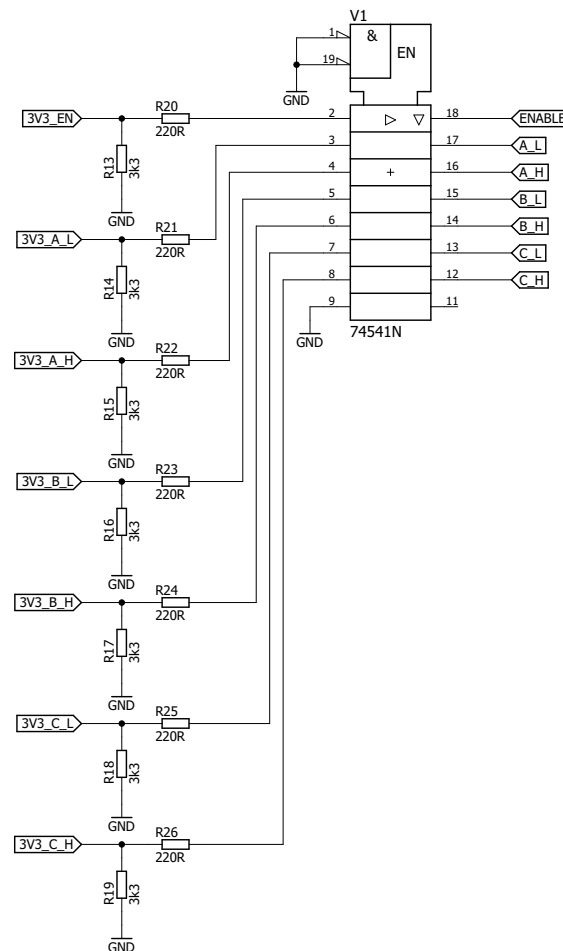 V1
1
&
19
EN
GND
3V3_EN
R20
220R
2
18
ENABLE
R13
3k3
3
17
A_L
4
+
16
A_H
GND
5
15
B_L
3V3_A_L
R21
220R
6
14
B_H
R14
3k3
7
13
C_L
8
12
C_H
9
11
GND
GND
74541N
3V3_A_H
R22
220R
R15
3k3
GND
3V3_B_L
R23
220R
R16
3k3
GND
3V3_B_H
R24
220R
R17
3k3
GND
3V3_C_L
R25
220R
R18
3k3
GND
3V3_C_H
R26
220R
R19
3k3
GND